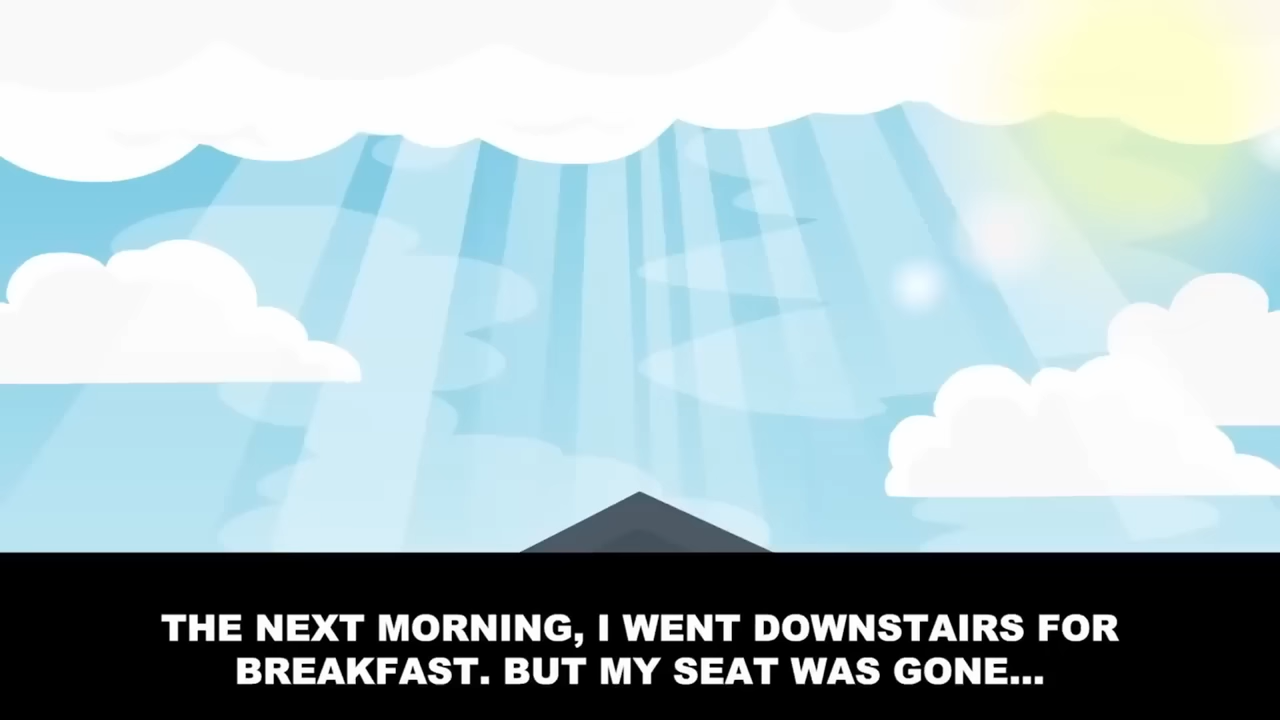 THE NEXT MORNING, I WENT DOWNSTAIRS FOR
BREAKFAST. BUT MY SEAT WAS GONE...